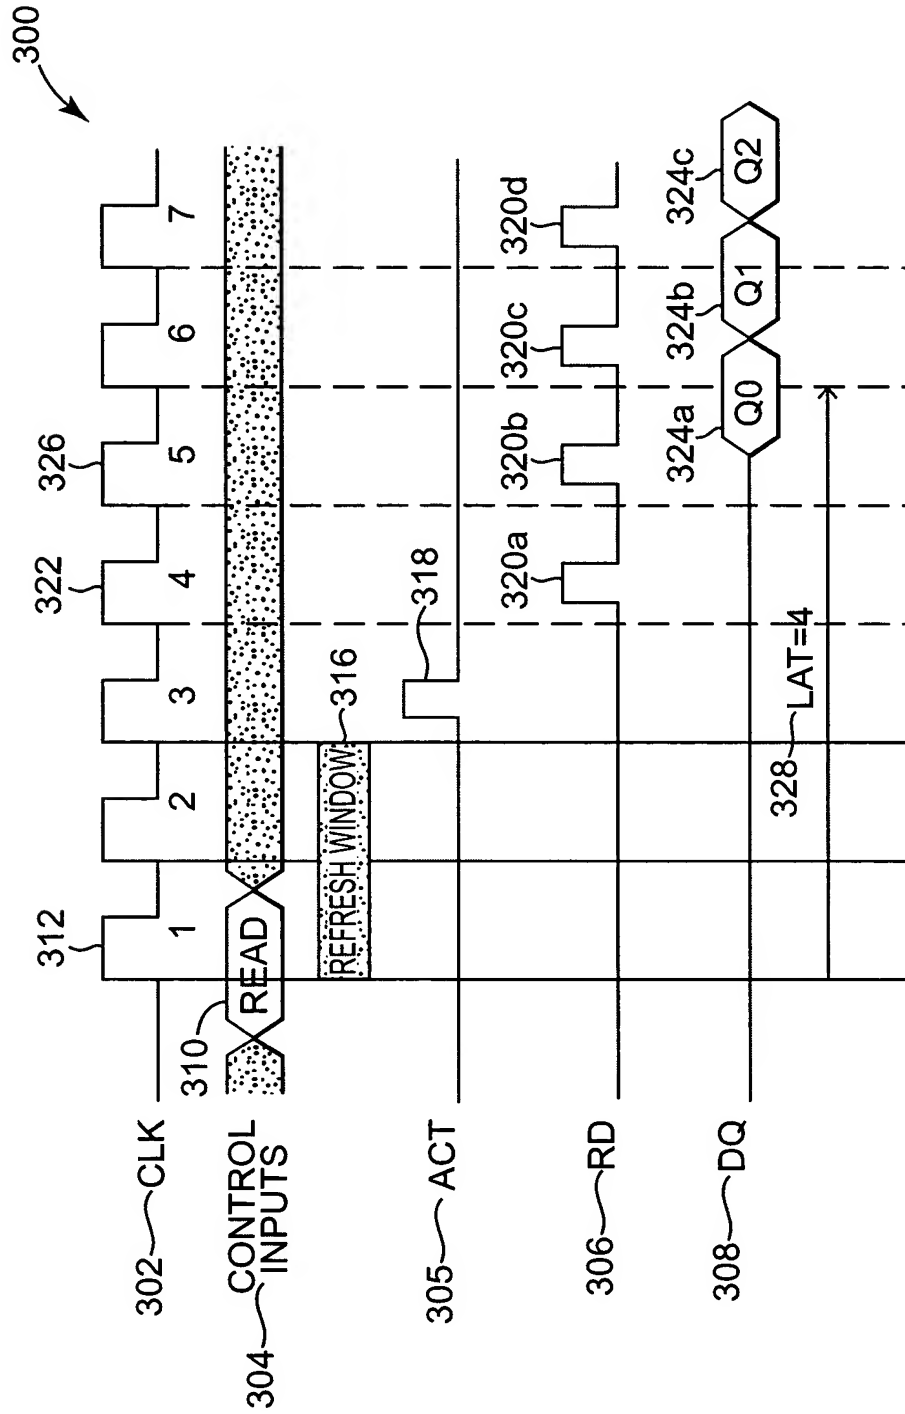 300
312
322
326
302 CLK
1 2 3 4 5 6 7
310
READ
CONTROL
INPUTS
304
REFRESH WINDOW
316
318
305 ACT
320a 320b 320c 320d
306 RD
324a 324b 324c
Q0 Q1 Q2
308 DQ
328 LAT=4